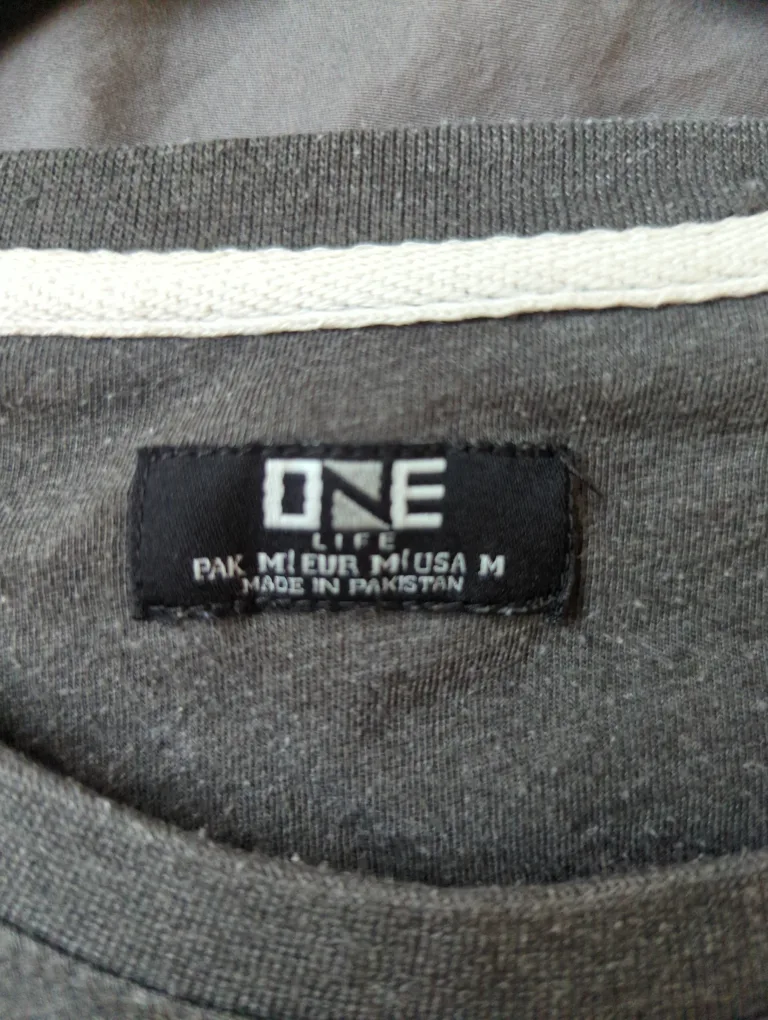 ONE
LIFE
PAK M| EUR M| USA M
MADE IN PAKISTAN